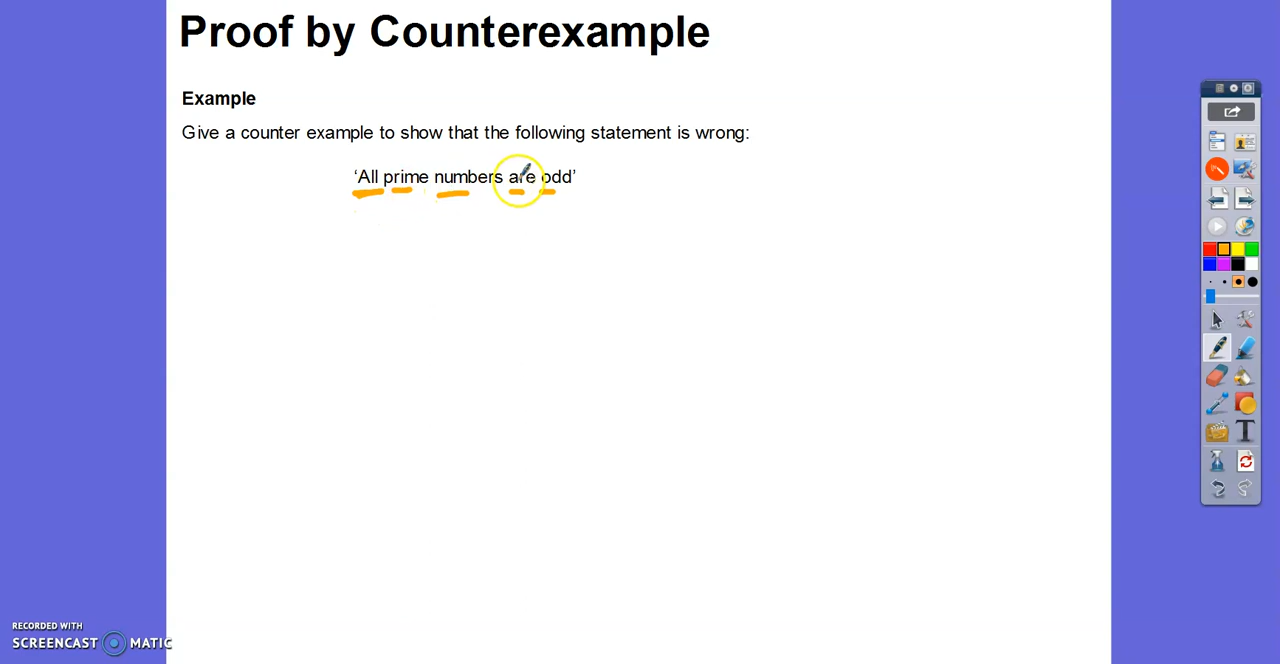 Proof by Counterexample
Example
Give a counter example to show that the following statement is wrong:
‘All prime numbers are odd’
RECORDED WITH
SCREENCAST MATIC
T